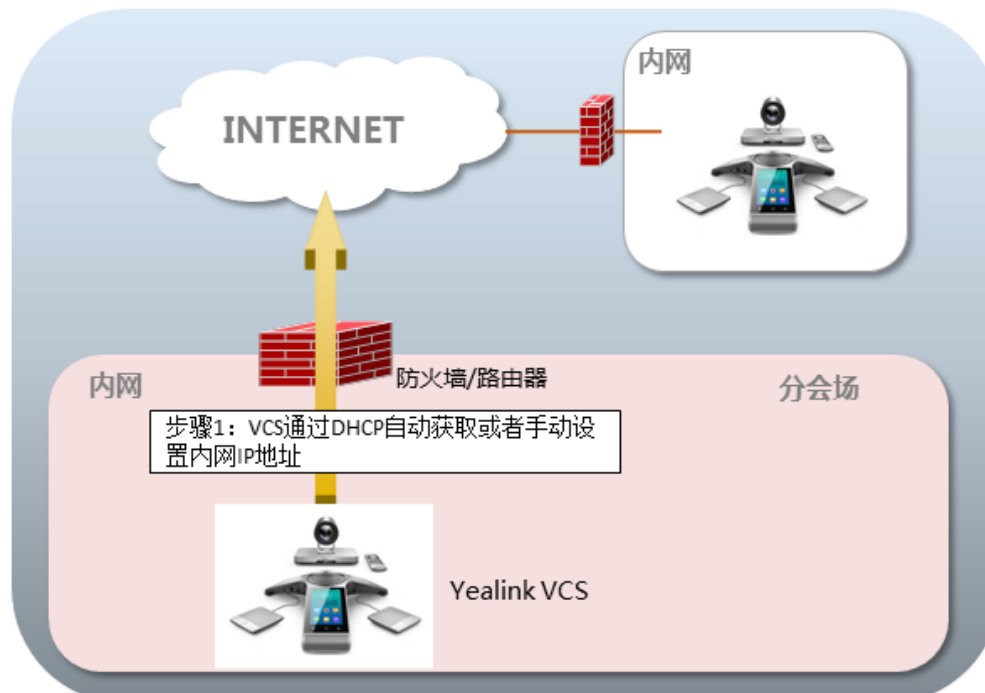 内网
INTERNET
防火墙/路由器
内网
分会场
步骤1：VCS通过DHCP自动获取或者手动设
置内网IP地址
Yealink VCS